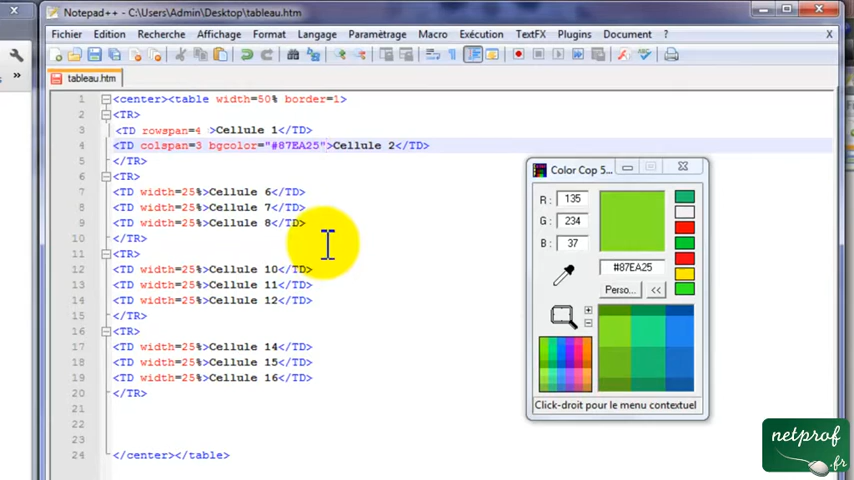 Notepad++ - C:\Users\Admin\Desktop\tableau.htm
Fichier Edition Recherche Affichage Format Langage Paramètrage Macro Exécution TextFX Plugins Document ? X
tableau.htm
1 <center><table width=50% border=1>
2 <TR>
3 <TD rowspan=4 >Cellule 1</TD>
4 <TD colspan=3 bgcolor="#87EA25">Cellule 2</TD>
5 </TR>
6 <TR>
7 <TD width=25%>Cellule 6</TD>
8 <TD width=25%>Cellule 7</TD>
9 <TD width=25%>Cellule 8</TD>
10 </TR>
11 <TR>
12 <TD width=25%>Cellule 10</TD>
13 <TD width=25%>Cellule 11</TD>
14 <TD width=25%>Cellule 12</TD>
15 </TR>
16 <TR>
17 <TD width=25%>Cellule 14</TD>
18 <TD width=25%>Cellule 15</TD>
19 <TD width=25%>Cellule 16</TD>
20 </TR>
21
22
23
24 </center></table>
Color Cop 5...
R : 135
G : 234
B : 37
#87EA25
Perso... <<
Click-droit pour le menu contextuel
netprof
.fr